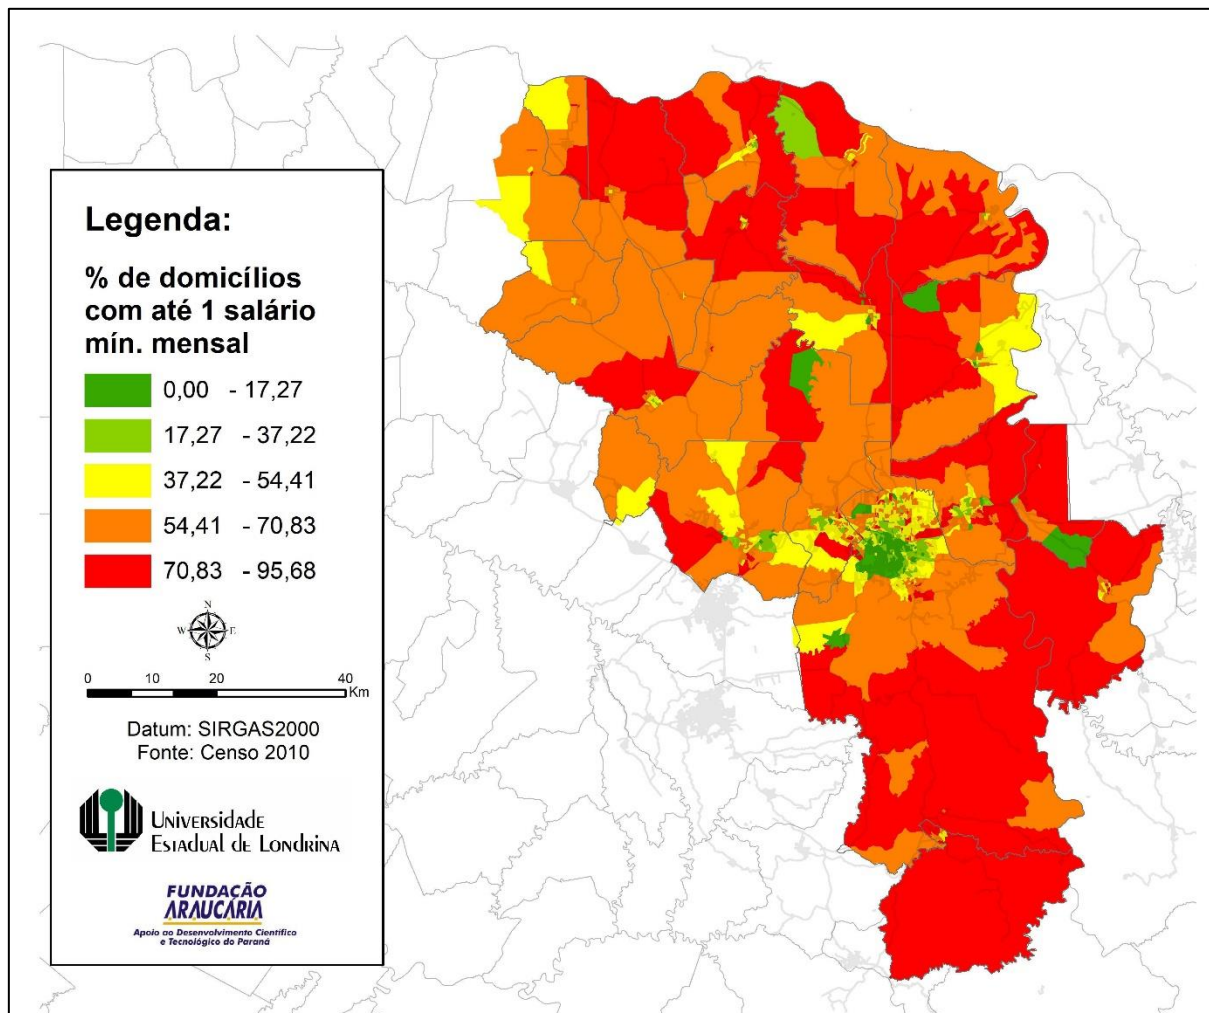 Legenda:
% de domicílios
com até 1 salário
mín. mensal
0,00 - 17,27
17,27 - 37,22
37,22 - 54,41
54,41 - 70,83
70,83 - 95,68
N
W E
S
0 10 20 40
Km
Datum: SIRGAS2000
Fonte: Censo 2010
UNIVERSIDADE
ESTADUAL DE LONDRINA
FUNDAÇÃO
ARAUCÁRIA
Apoio ao Desenvolvimento Científico
e Tecnológico do Paraná